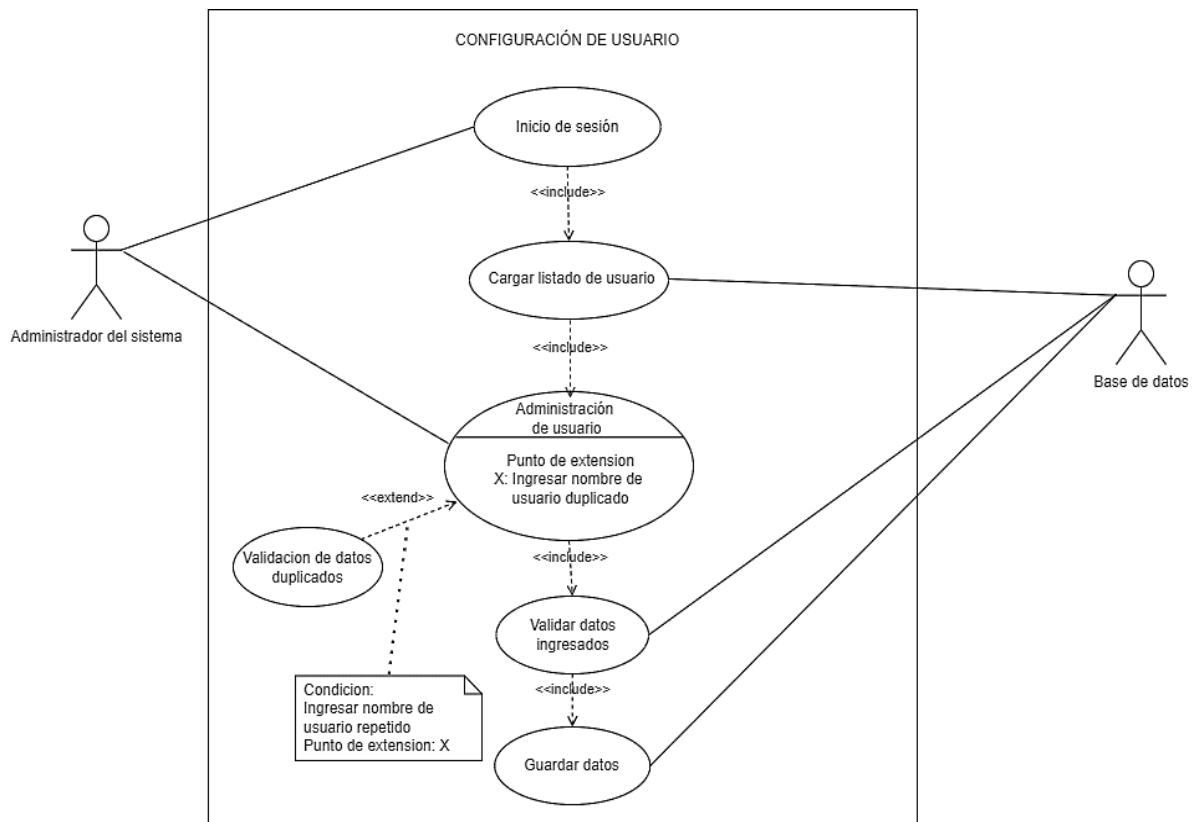 CONFIGURACIÓN DE USUARIO
Inicio de sesión
<<include>>
Cargar listado de usuario
Administrador del sistema
<<include>>
Base de datos
Administración
de usuario
Punto de extension
X: Ingresar nombre de
usuario duplicado
<<extend>>
Validacion de datos
duplicados
<<include>>
Validar datos
ingresados
<<include>>
Condicion:
Ingresar nombre de
usuario repetido
Punto de extension: X
Guardar datos